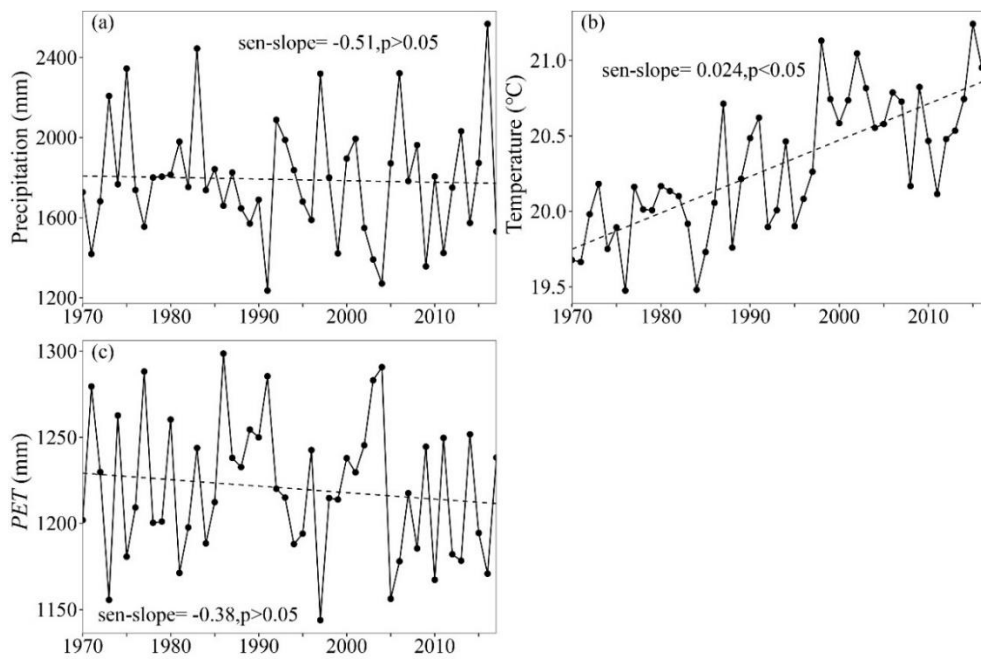 (a)
sen-slope= -0.51,p>0.05
Precipitation (mm)
2400
2000
1600
1200
1970 1980 1990 2000 2010
(b)
sen-slope= 0.024,p<0.05
Temperature (°C)
21.0
20.5
20.0
19.5
1970 1980 1990 2000 2010
(c)
PET (mm)
1300
1250
1200
1150
sen-slope= -0.38,p>0.05
1970 1980 1990 2000 2010